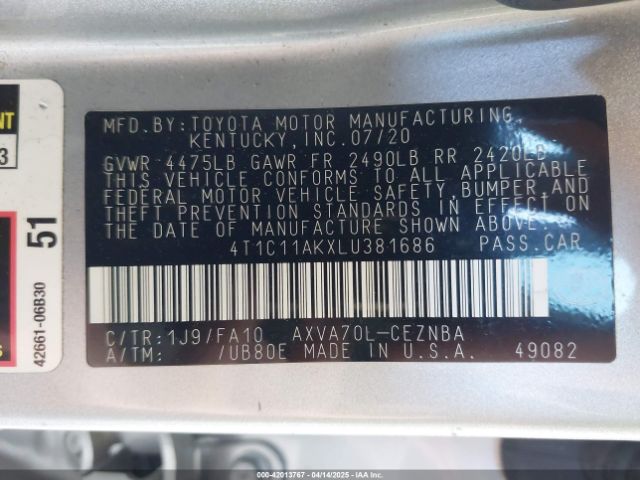 MFD.BY:TOYOTA MOTOR MANUFACTURING,
KENTUCKY,INC.07/20
GVWR 4475LB GAWR FR 2490LB RR 2420LB
THIS VEHICLE CONFORMS TO ALL APPLICABLE
FEDERAL MOTOR VEHICLE SAFETY,BUMPER,AND
THEFT PREVENTION STANDARDS IN EFFECT ON
THE DATE OF MANUFACTURE SHOWN ABOVE.
4T1C11AKXLU381686 PASS.CAR
C/TR:1J9/FA10 AXVA70L-CEZNBA
A/TM: /UB80E MADE IN U.S.A. 49082
51
42661-06B30
000-42013767 - 04/14/2025 - IAAHTTPS.COM